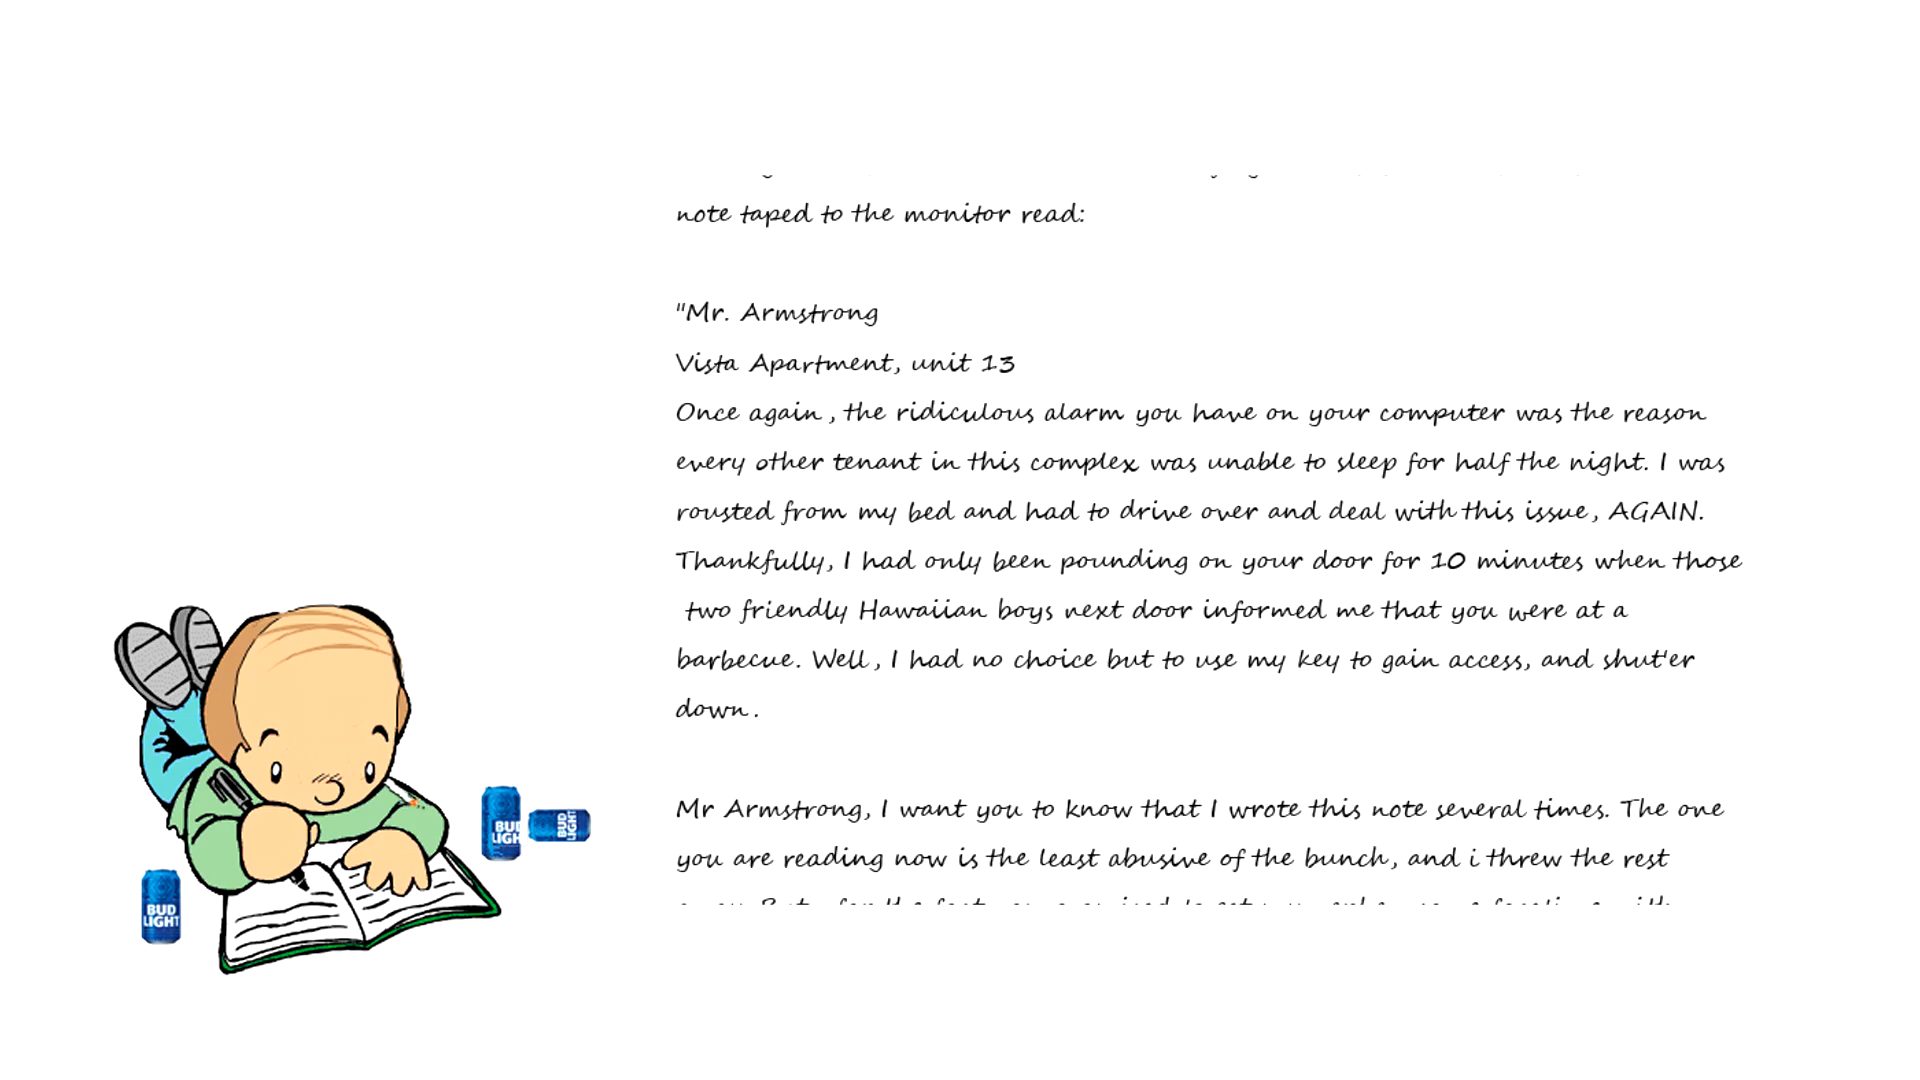 note taped to the monitor read:
"Mr. Armstrong
Vista Apartment, unit 13
Once again, the ridiculous alarm you have on your computer was the reason
every other tenant in this complex was unable to sleep for half the night. I was
rousted from my bed and had to drive over and deal with this issue, AGAIN.
Thankfully, I had only been pounding on your door for 10 minutes when those
two friendly Hawaiian boys next door informed me that you were at a
barbecue. Well, I had no choice but to use my key to gain access, and shut'er
down.
Mr Armstrong, I want you to know that I wrote this note several times. The one
you are reading now is the least abusive of the bunch, and i threw the rest
BUD
LIGHT
BUD
LIGHT
BUD
LIGHT